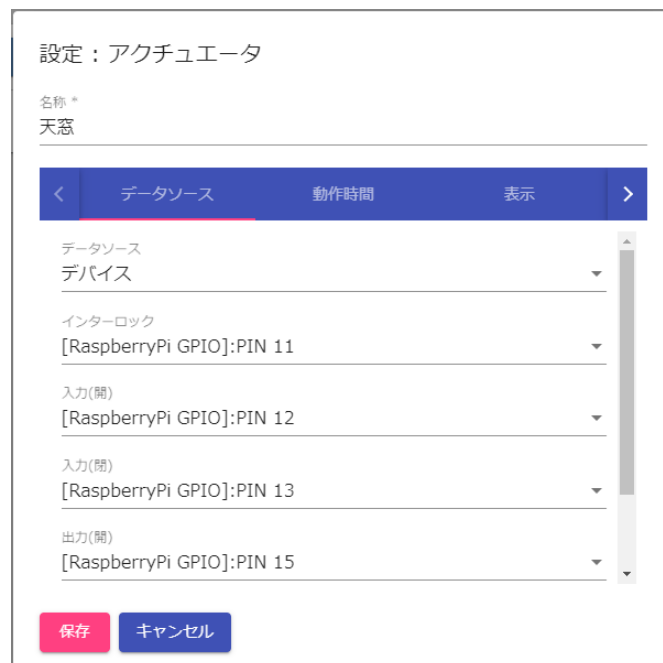 設定：アクチュエータ
名称 *
天窓
データソース 動作時間 表示
データソース
デバイス
インターロック
[RaspberryPi GPIO]:PIN 11
入力(開)
[RaspberryPi GPIO]:PIN 12
入力(閉)
[RaspberryPi GPIO]:PIN 13
出力(開)
[RaspberryPi GPIO]:PIN 15
保存 キャンセル